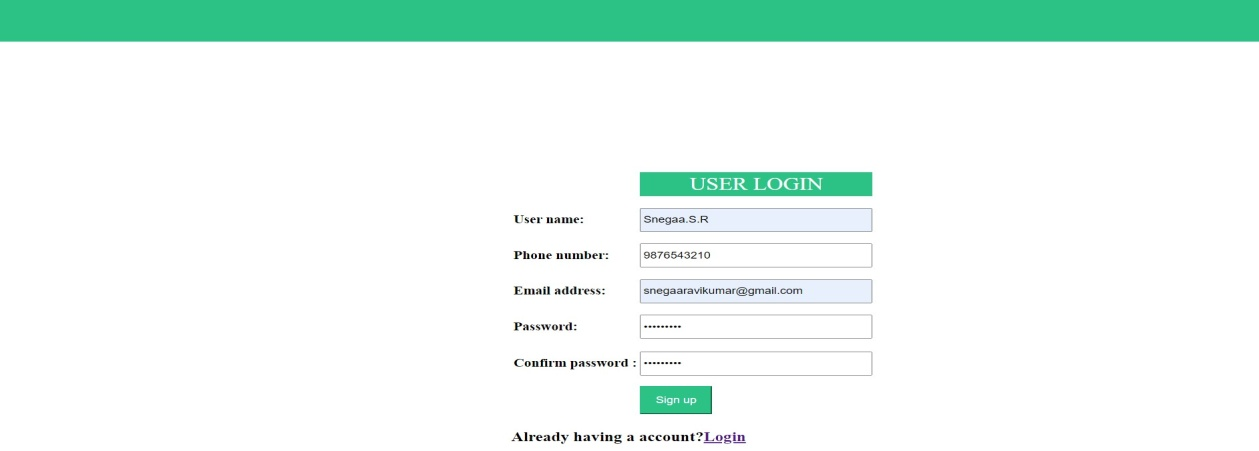 USER LOGIN
User name: Snegaa.S.R
Phone number: 9876543210
Email address: snegaaravikumar@gmail.com
Password: •••••••••
Confirm password : •••••••••
Sign up
Already having a account?Login